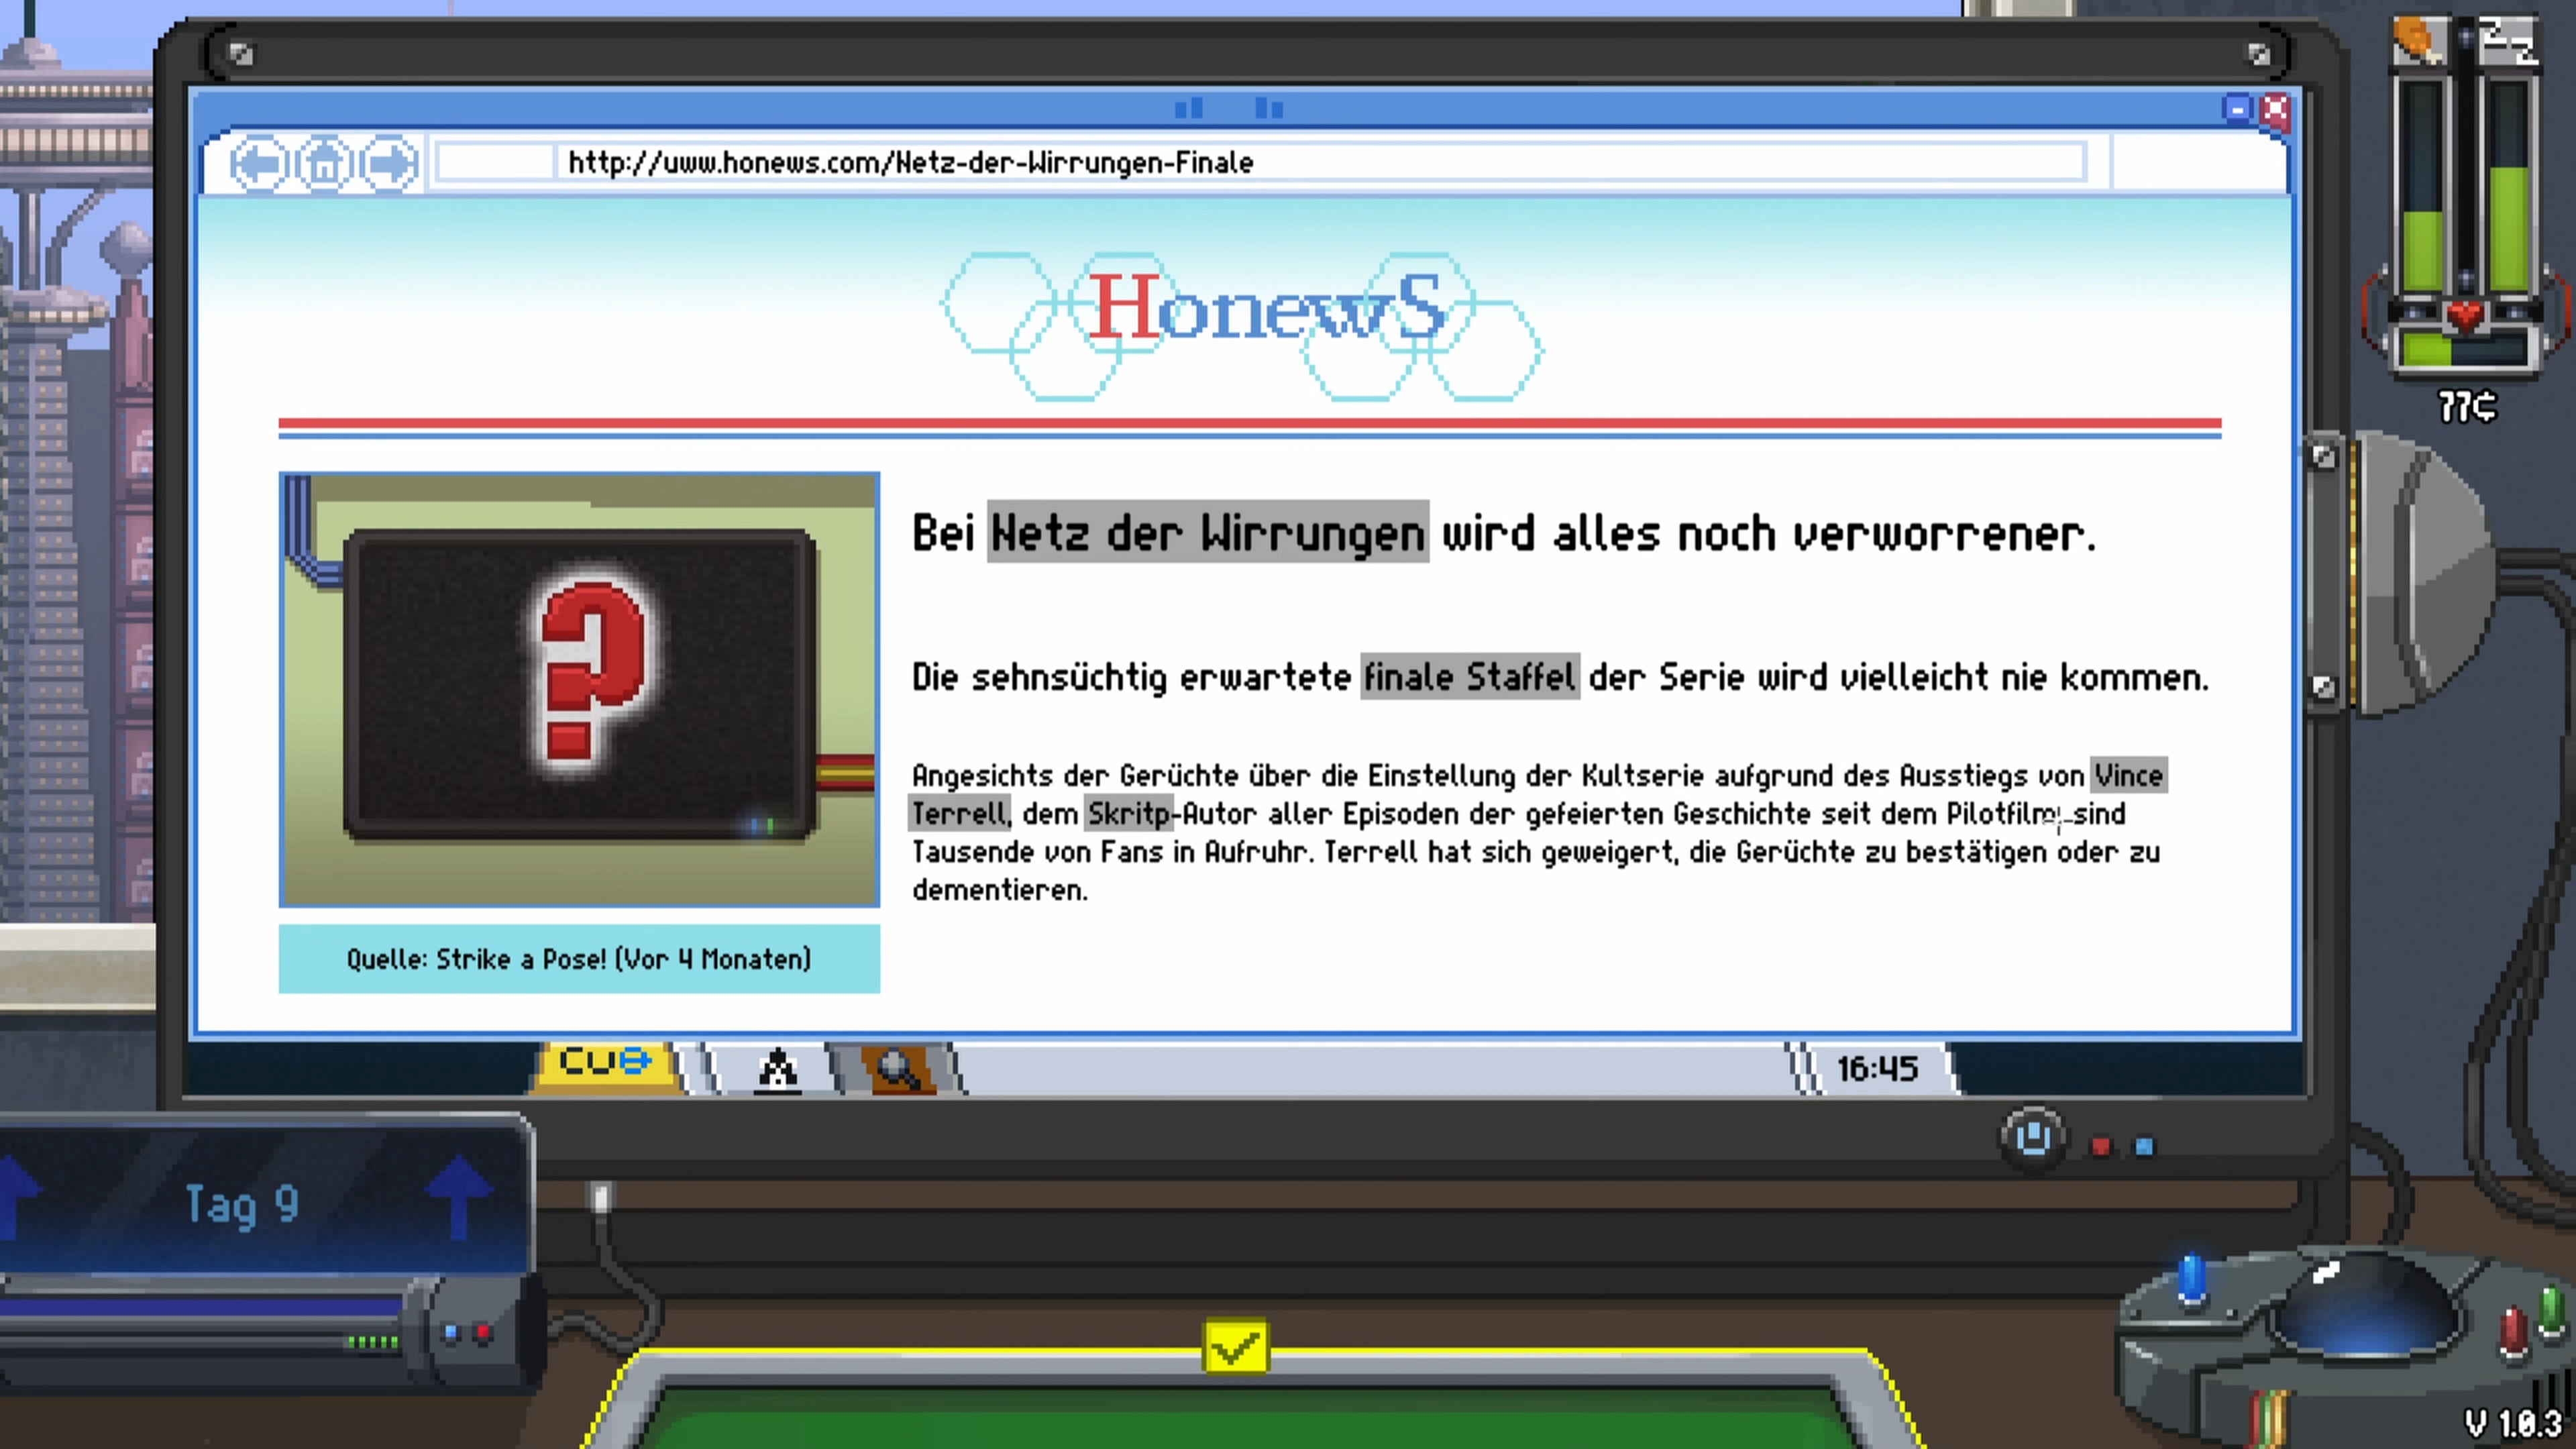 http://uww.honews.com/Netz-der-Wirrungen-Finale
HonewS
Bei Netz der Wirrungen wird alles noch verworrener.
Die sehnsüchtig erwartete finale Staffel der Serie wird vielleicht nie kommen.
Angesichts der Gerüchte über die Einstellung der Kultserie aufgrund des Ausstiegs von Vince
Terrell, dem Skritp-Autor aller Episoden der gefeierten Geschichte seit dem Pilotfilm, sind
Tausende von Fans in Aufruhr. Terrell hat sich geweigert, die Gerüchte zu bestätigen oder zu
dementieren.
Quelle: Strike a Pose! (Vor 4 Monaten)
77¢
16:45
Tag 9
V 1.0.3